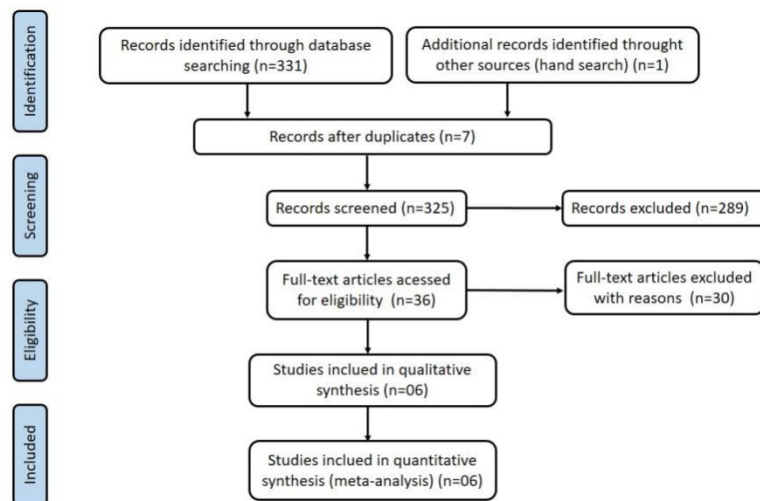 Identification
Records identified through database
searching (n=331)
Additional records identified throught
other sources (hand search) (n=1)
Records after duplicates (n=7)
Screening
Records screened (n=325)
Records excluded (n=289)
Eligibility
Full-text articles acessed
for eligibility (n=36)
Full-text articles excluded
with reasons (n=30)
Studies inclued in qualitative
synthesis (n=06)
Included
Studies inclued in quantitative
synthesis (meta-analysis) (n=06)